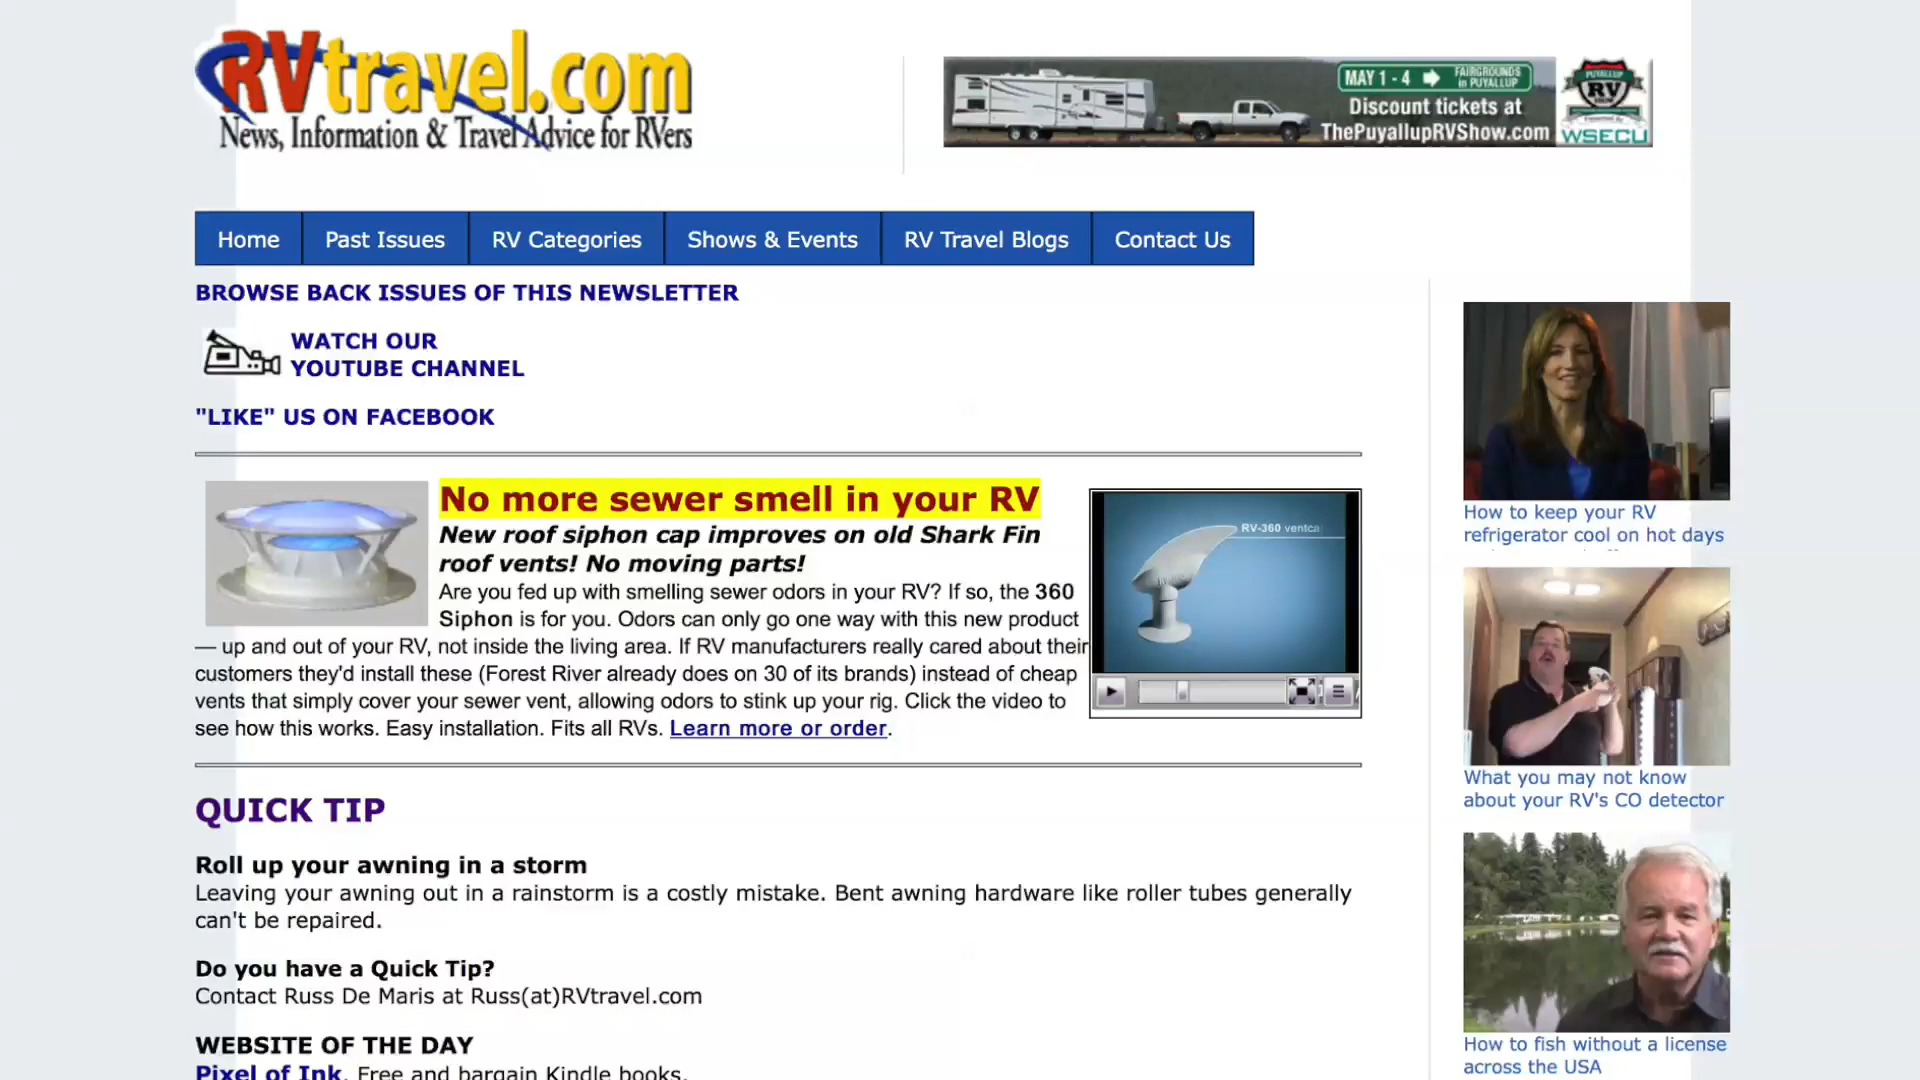 RVtravel.com
News, Information & Travel Advice for RVers
MAY 1 - 4
FAIRGROUNDS
in PUYALLUP
Discount tickets at
ThePuyallupRVShow.com
PUYALLUP
RV
SHOW
WSECU
Home
Past Issues
RV Categories
Shows & Events
RV Travel Blogs
Contact Us
BROWSE BACK ISSUES OF THIS NEWSLETTER
WATCH OUR
YOUTUBE CHANNEL
"LIKE" US ON FACEBOOK
No more sewer smell in your RV
New roof siphon cap improves on old Shark Fin
roof vents! No moving parts!
Are you fed up with smelling sewer odors in your RV? If so, the 360
Siphon is for you. Odors can only go one way with this new product
— up and out of your RV, not inside the living area. If RV manufacturers really cared about their
customers they'd install these (Forest River already does on 30 of its brands) instead of cheap
vents that simply cover your sewer vent, allowing odors to stink up your rig. Click the video to
see how this works. Easy installation. Fits all RVs. Learn more or order.
RV-360 ventca
QUICK TIP
Roll up your awning in a storm
Leaving your awning out in a rainstorm is a costly mistake. Bent awning hardware like roller tubes generally
can't be repaired.
Do you have a Quick Tip?
Contact Russ De Maris at Russ(at)RVtravel.com
WEBSITE OF THE DAY
Pixel of Ink. Free and bargain Kindle books.
How to keep your RV
refrigerator cool on hot days
What you may not know
about your RV's CO detector
How to fish without a license
across the USA